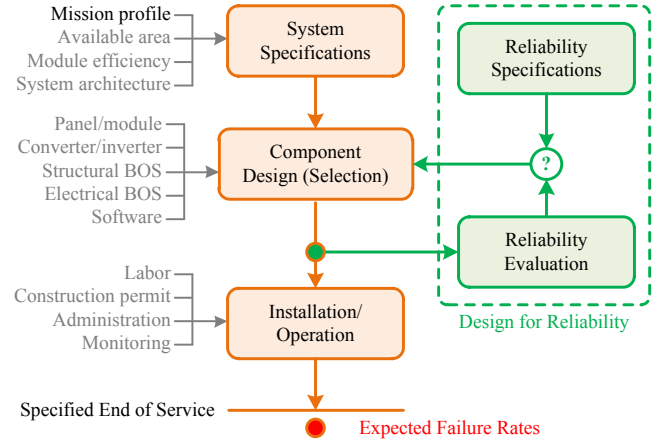 Mission profile
Available area
Module efficiency
System architecture
System
Specifications
Reliability
Specifications
Panel/module
Converter/inverter
Structural BOS
Electrical BOS
Software
Component
Design (Selection)
?
Reliability
Evaluation
Labor
Construction permit
Administration
Monitoring
Installation/
Operation
Design for Reliability
Specified End of Service
Expected Failure Rates